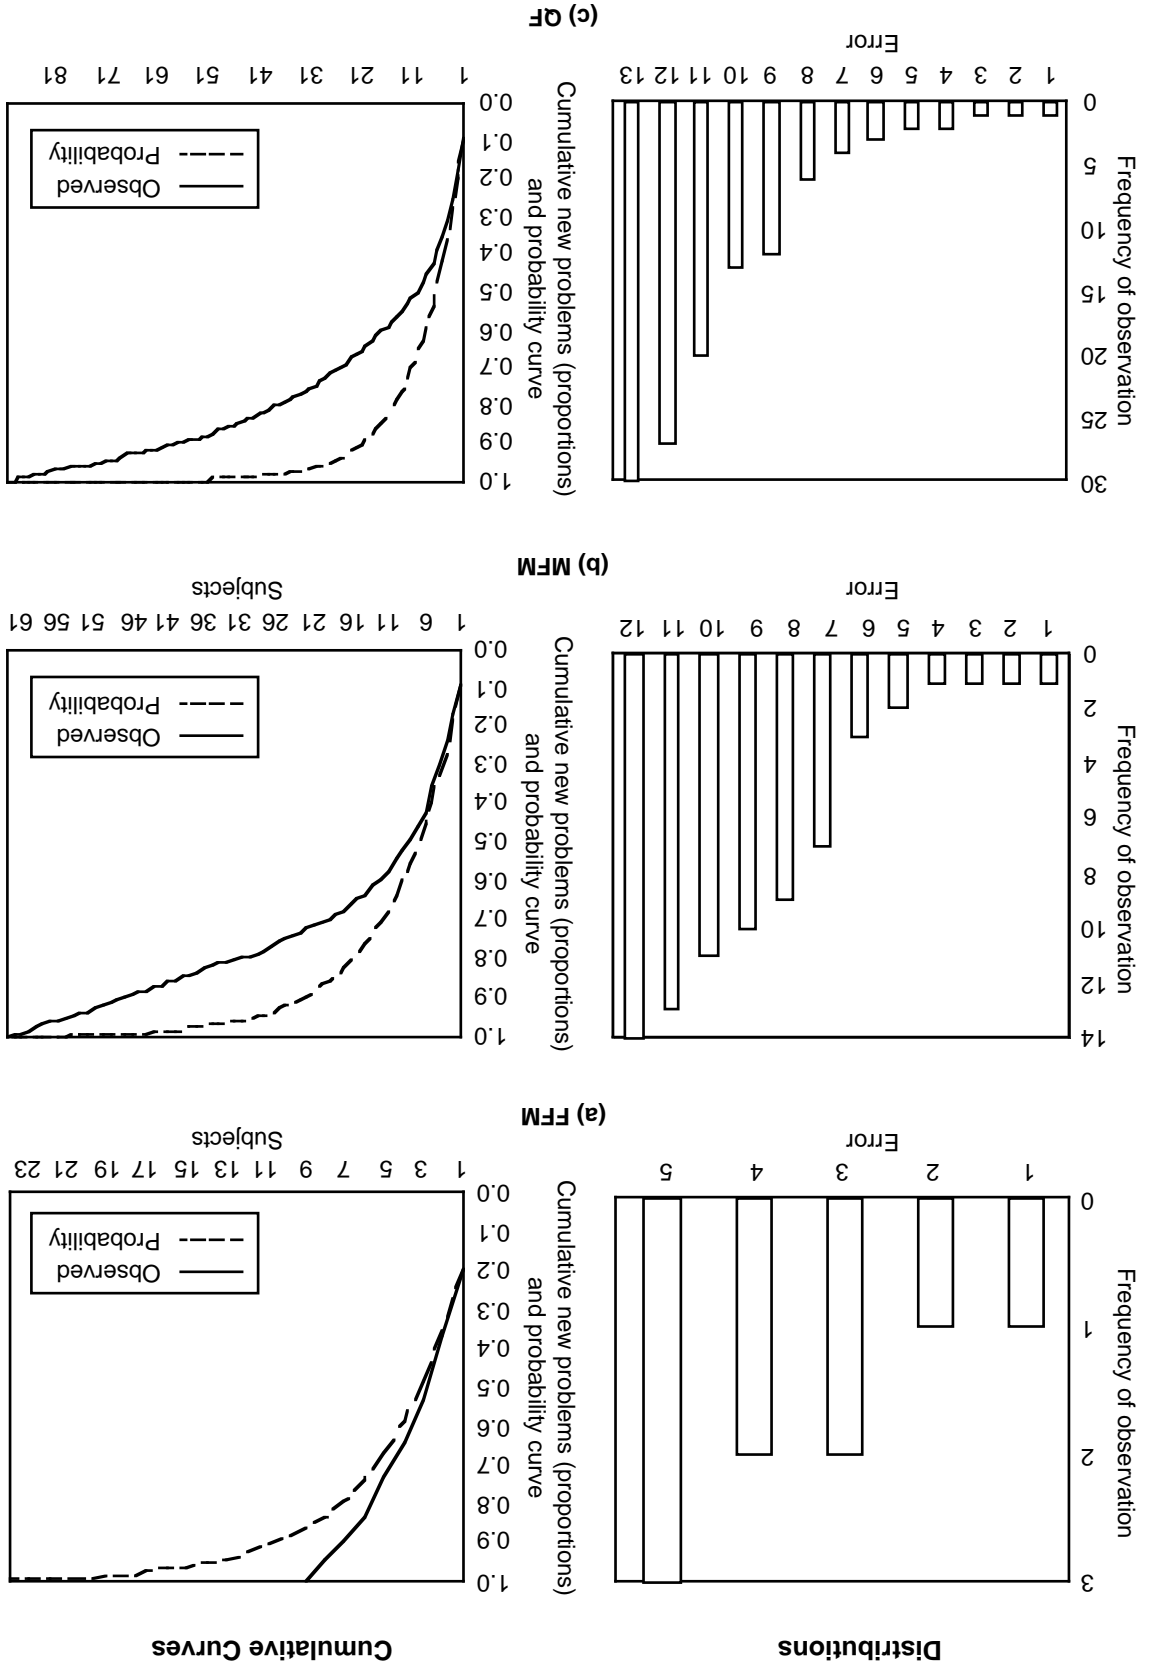 Distributions
Cumulative Curves
Frequency of observation
3
2
1
0
1 2 3 4 5
Error
Cumulative new problems (proportions)
and probability curve
1.0
0.9
0.8
0.7
0.6
0.5
0.4
0.3
0.2
0.1
0.0
Observed
Probability
1 3 5 7 9 11 13 15 17 19 21 23
Subjects
(a) FFM
Frequency of observation
14
12
10
8
6
4
2
0
1 2 3 4 5 6 7 8 9 10 11 12
Error
Cumulative new problems (proportions)
and probability curve
1.0
0.9
0.8
0.7
0.6
0.5
0.4
0.3
0.2
0.1
0.0
Observed
Probability
1 6 11 16 21 26 31 36 41 46 51 56 61
Subjects
(b) MFM
Frequency of observation
30
25
20
15
10
5
0
1 2 3 4 5 6 7 8 9 10 11 12 13
Error
Cumulative new problems (proportions)
and probability curve
1.0
0.9
0.8
0.7
0.6
0.5
0.4
0.3
0.2
0.1
0.0
Observed
Probability
1 11 21 31 41 51 61 71 81
(c) QF